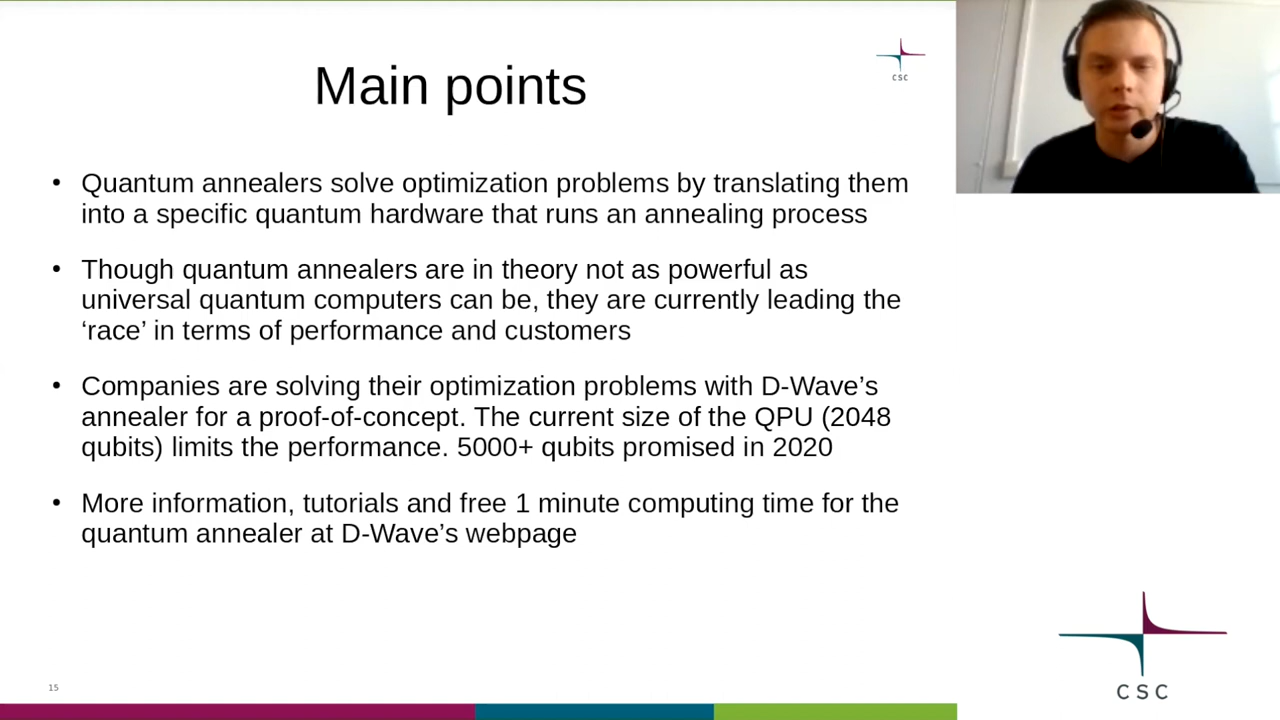 Main points
CSC
• Quantum annealers solve optimization problems by translating them
into a specific quantum hardware that runs an annealing process
• Though quantum annealers are in theory not as powerful as
universal quantum computers can be, they are currently leading the
‘race’ in terms of performance and customers
• Companies are solving their optimization problems with D-Wave’s
annealer for a proof-of-concept. The current size of the QPU (2048
qubits) limits the performance. 5000+ qubits promised in 2020
• More information, tutorials and free 1 minute computing time for the
quantum annealer at D-Wave’s webpage
15
CSC